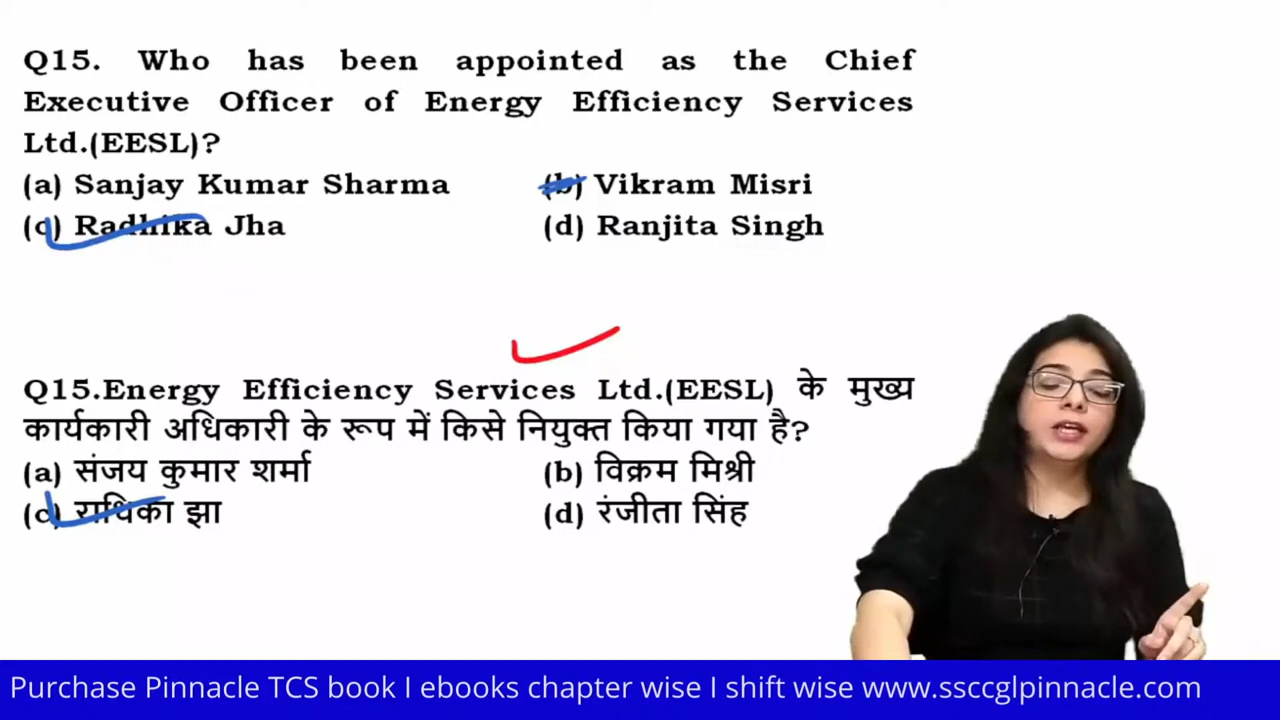 Q15. Who has been appointed as the Chief
Executive Officer of Energy Efficiency Services
Ltd.(EESL)?
(a) Sanjay Kumar Sharma (b) Vikram Misri
(c) Radhika Jha (d) Ranjita Singh
Q15.Energy Efficiency Services Ltd.(EESL) के मुख्य
कार्यकारी अधिकारी के रूप में किसे नियुक्त किया गया है?
(a) संजय कुमार शर्मा (b) विक्रम मिश्री
(c) राधिका झा (d) रंजीता सिंह
Purchase Pinnacle TCS book I ebooks chapter wise I shift wise www.ssccglpinnacle.com